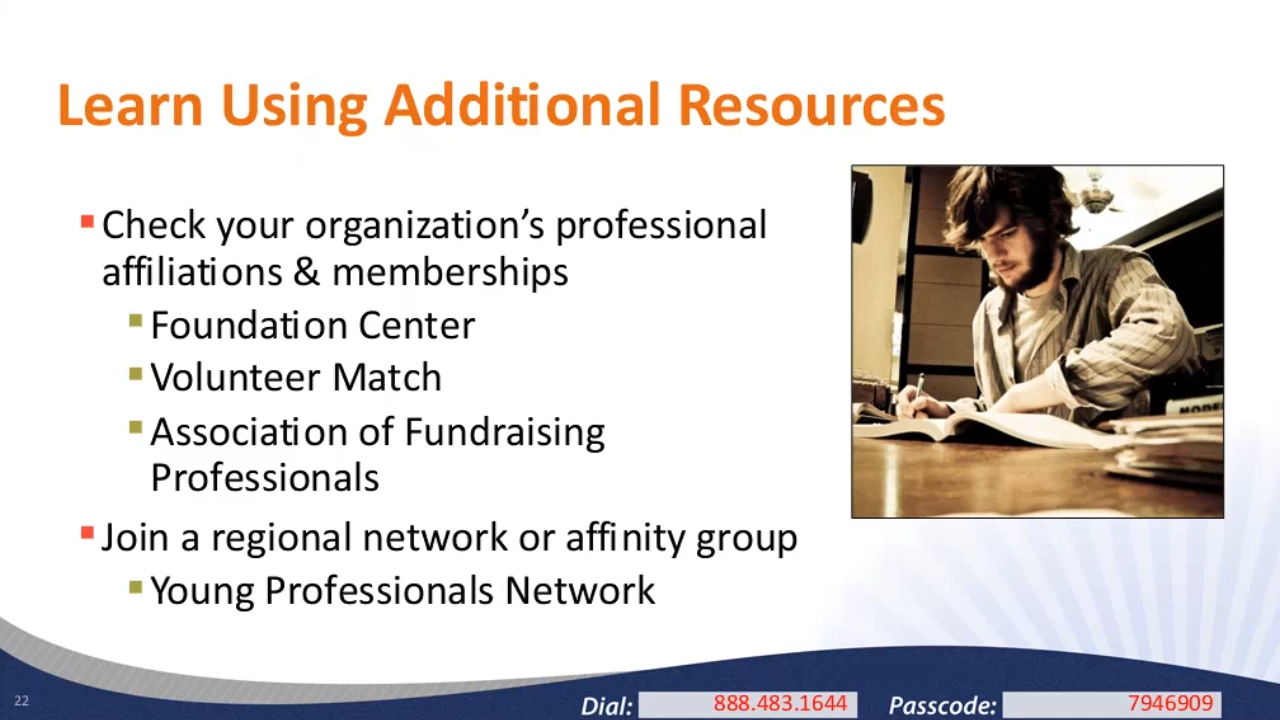 Learn Using Additional Resources
Check your organization’s professional
affiliations & memberships
Foundation Center
Volunteer Match
Association of Fundraising
Professionals
Join a regional network or affinity group
Young Professionals Network
22
Dial: 888.483.1644 Passcode: 7946909